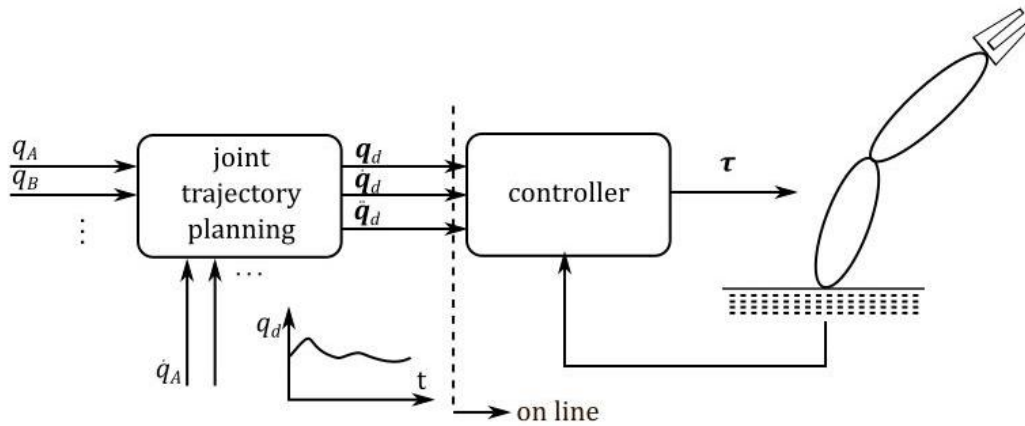 q_A
q_B
⋮
joint
trajectory
planning
q_d
q̇_d
q̈_d
controller
τ
…
q̇_A
q_d
t
on line